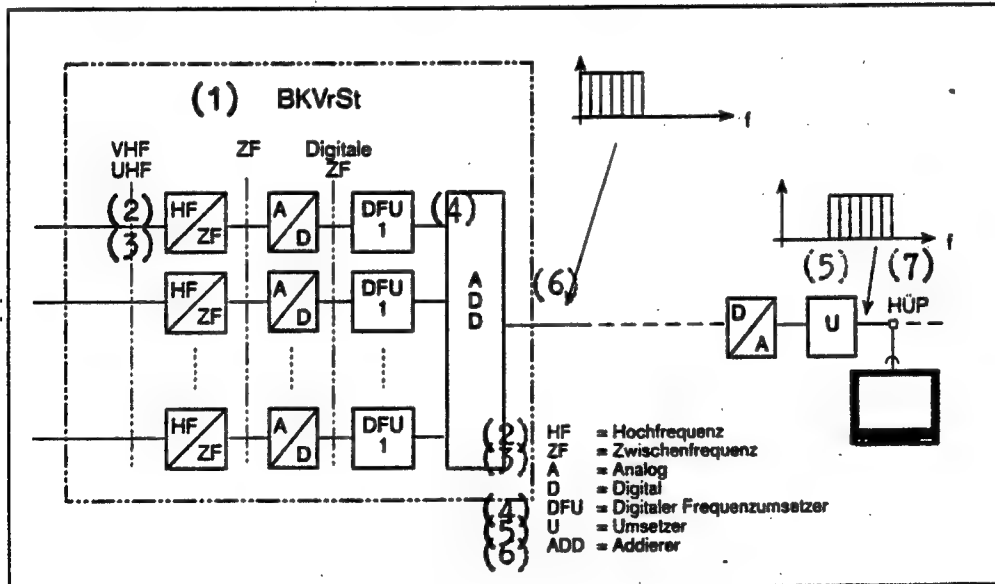 (1) BKVrSt
f
VHF
UHF
ZF
Digitale
ZF
(2)
(3)
HF
ZF
A
D
DFU
1
(4)
f
(5) (7)
HF
ZF
A
D
DFU
1
A
D
D
(6)
D
A
U
HÜP
HF
ZF
A
D
DFU
1
(2) HF = Hochfrequenz
(3) ZF = Zwischenfrequenz
A = Analog
D = Digital
(4) DFU = Digitaler Frequenzumsetzer
(5) U = Umsetzer
(6) ADD = Addierer